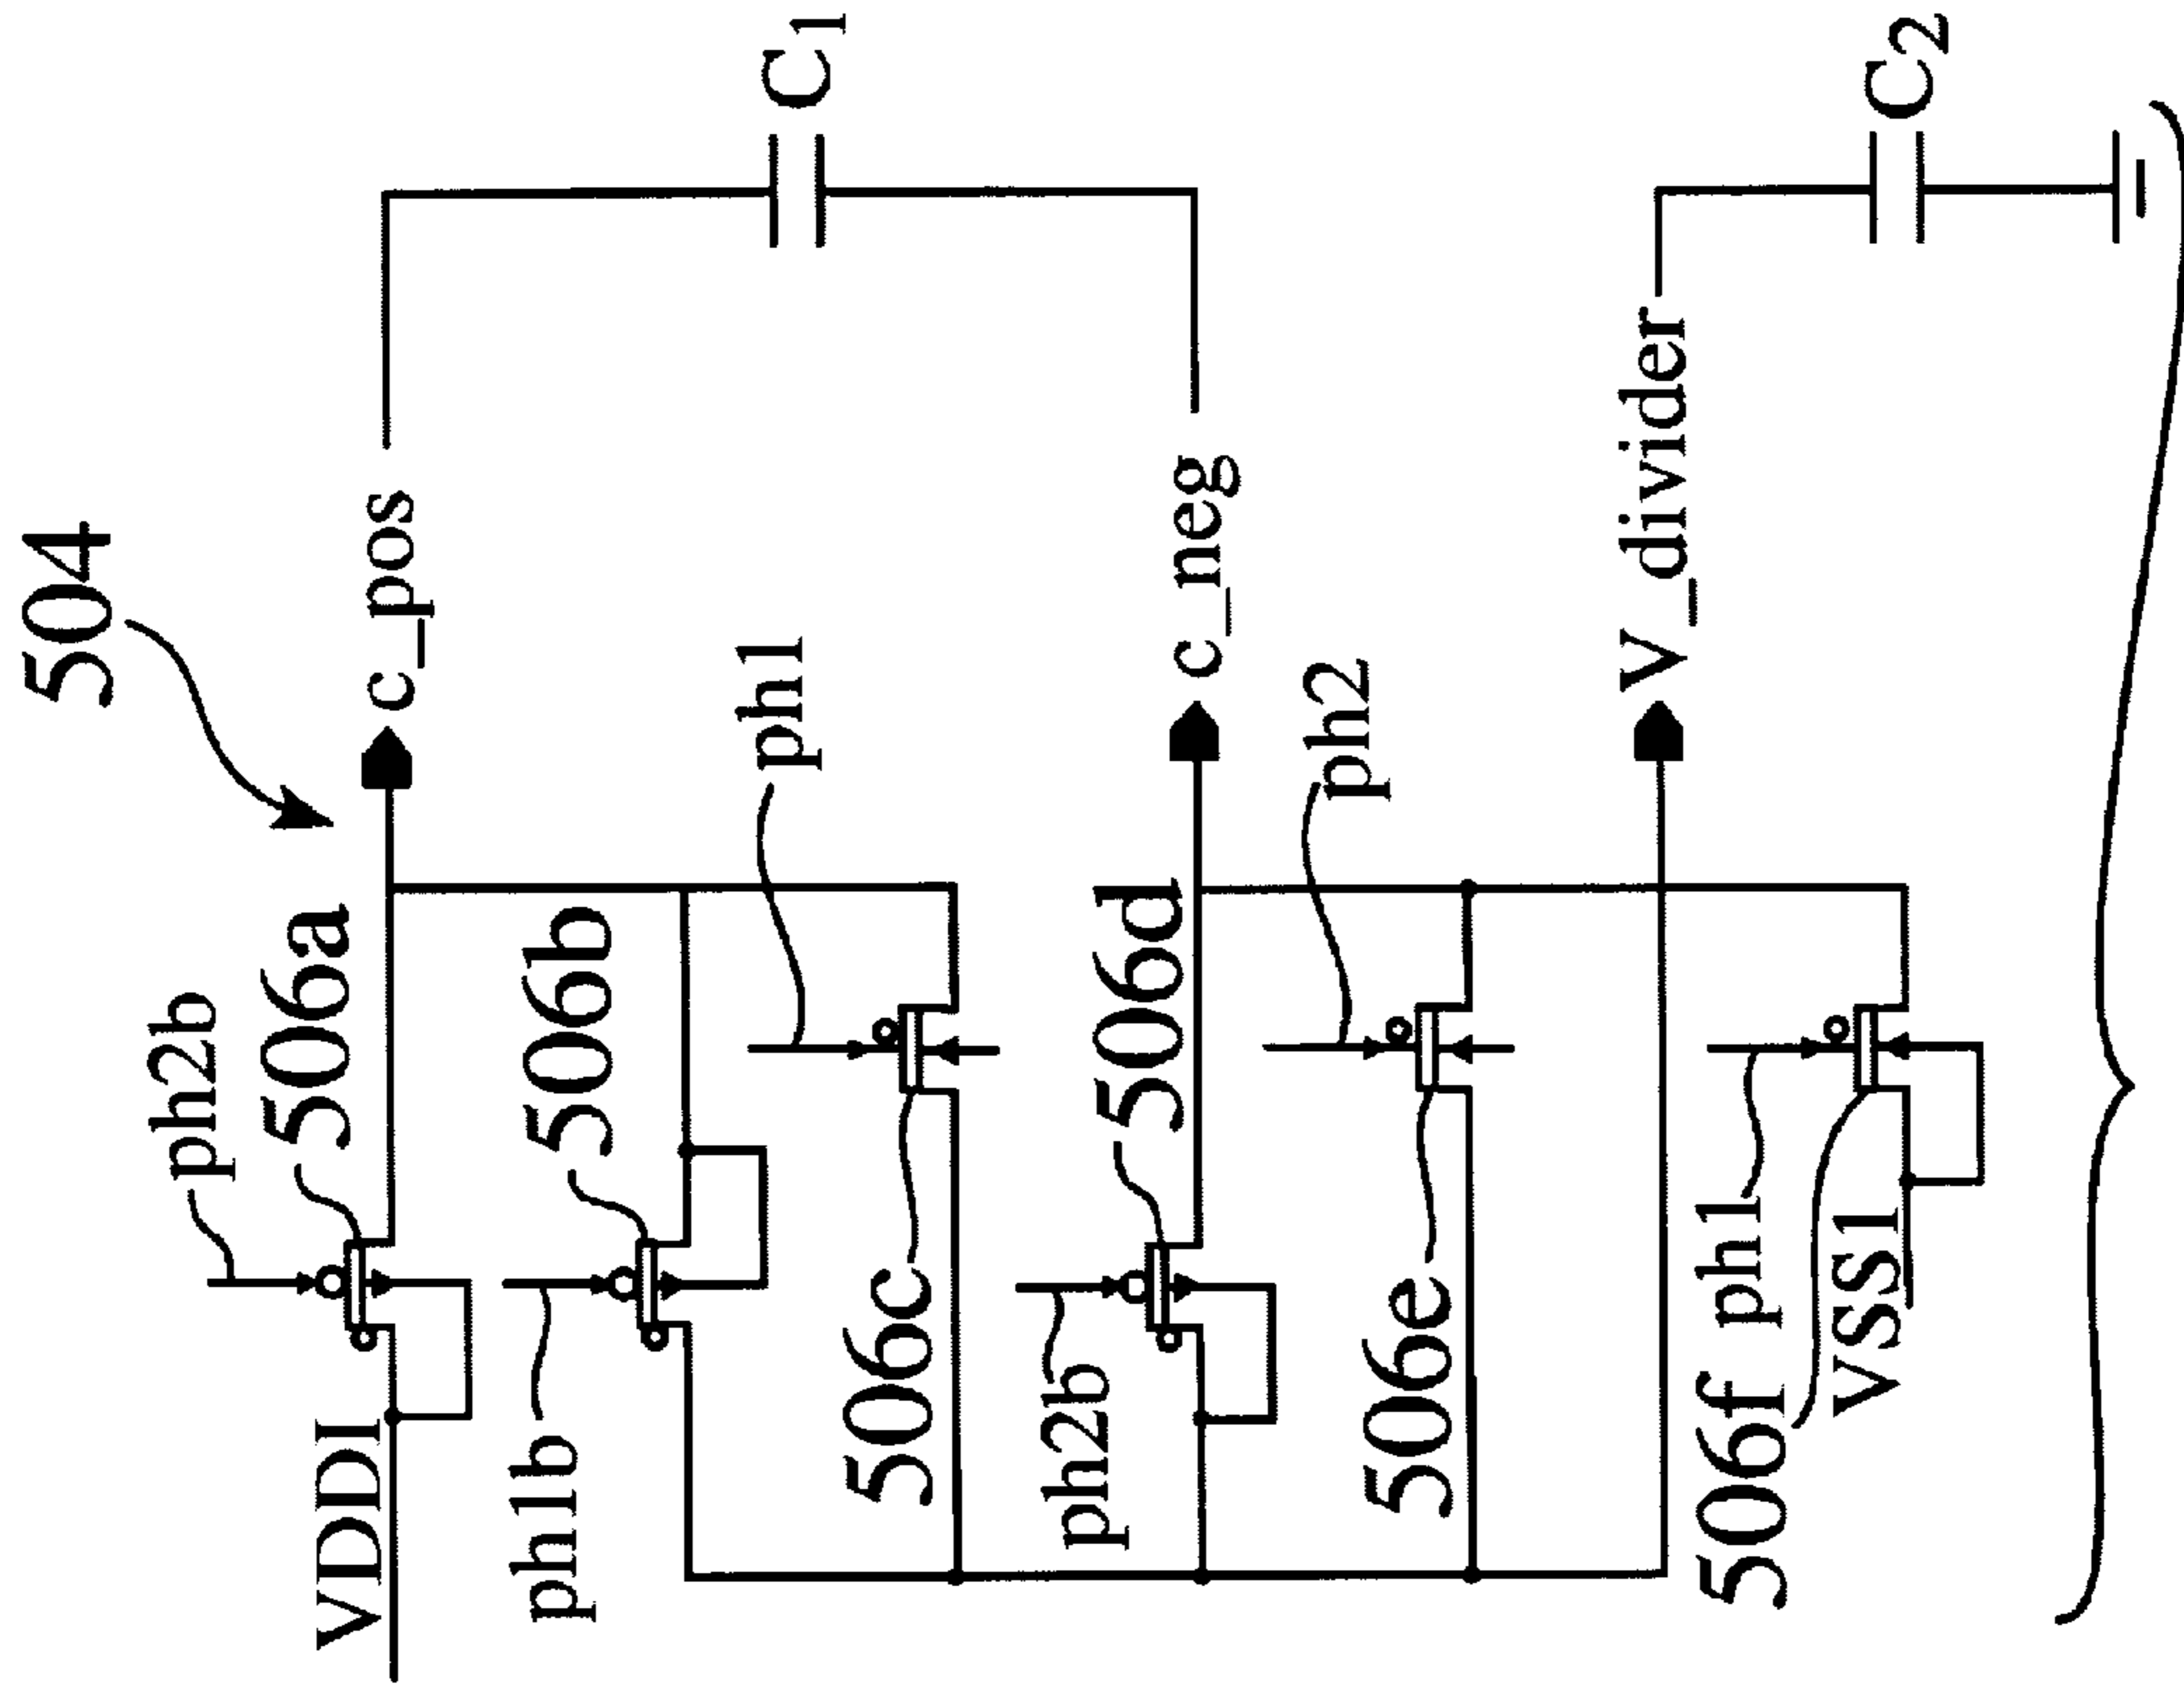 504
c_pos
C1
ph2b
506a
VDDI
506b
ph1b
ph1
506c
c_neg
506d
ph2b
ph2
506e
V_divider
C2
506f
ph1
VSS1